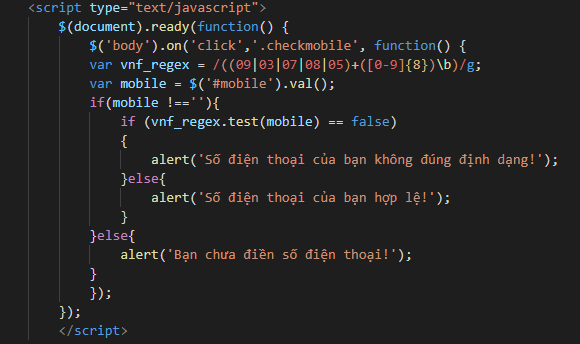 <script type="text/javascript">
$(document).ready(function() {
$('body').on('click','.checkmobile', function() {
var vnf_regex = /((09|03|07|08|05)+([0-9]{8})\b)/g;
var mobile = $('#mobile').val();
if(mobile !==''){
if (vnf_regex.test(mobile) == false)
{
alert('Số điện thoại của bạn không đúng định dạng!');
}else{
alert('Số điện thoại của bạn hợp lệ!');
}
}else{
alert('Bạn chưa điền số điện thoại!');
}
});
});
</script>